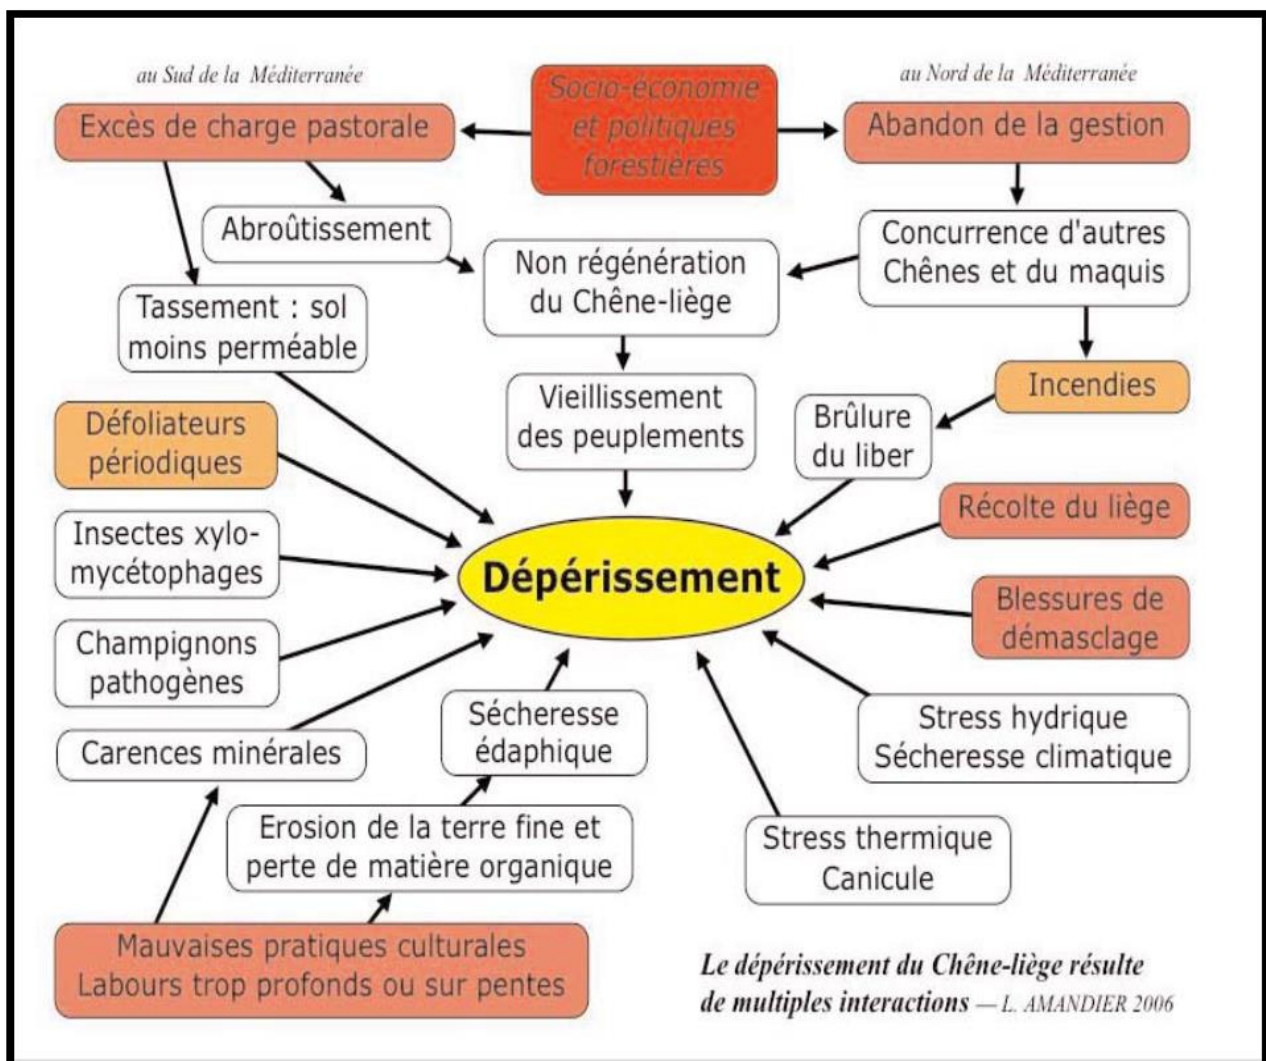 au Sud de la Méditerranée
Socio-économie
et politiques
forestières
au Nord de la Méditerranée
Excès de charge pastorale
Abandon de la gestion
Abroûtissement
Concurrence d'autres
Chênes et du maquis
Non régénération
du Chêne-liège
Tassement : sol
moins perméable
Incendies
Vieillissement
des peuplements
Brûlure
du liber
Défoliateurs
périodiques
Récolte du liège
Insectes xylo-
mycétophages
Dépérissement
Blessures de
démasclage
Champignons
pathogènes
Sécheresse
édaphique
Stress hydrique
Sécheresse climatique
Carences minérales
Erosion de la terre fine et
perte de matière organique
Stress thermique
Canicule
Mauvaises pratiques culturales
Labours trop profonds ou sur pentes
Le dépérissement du Chêne-liège résulte
de multiples interactions — L. AMANDIER 2006